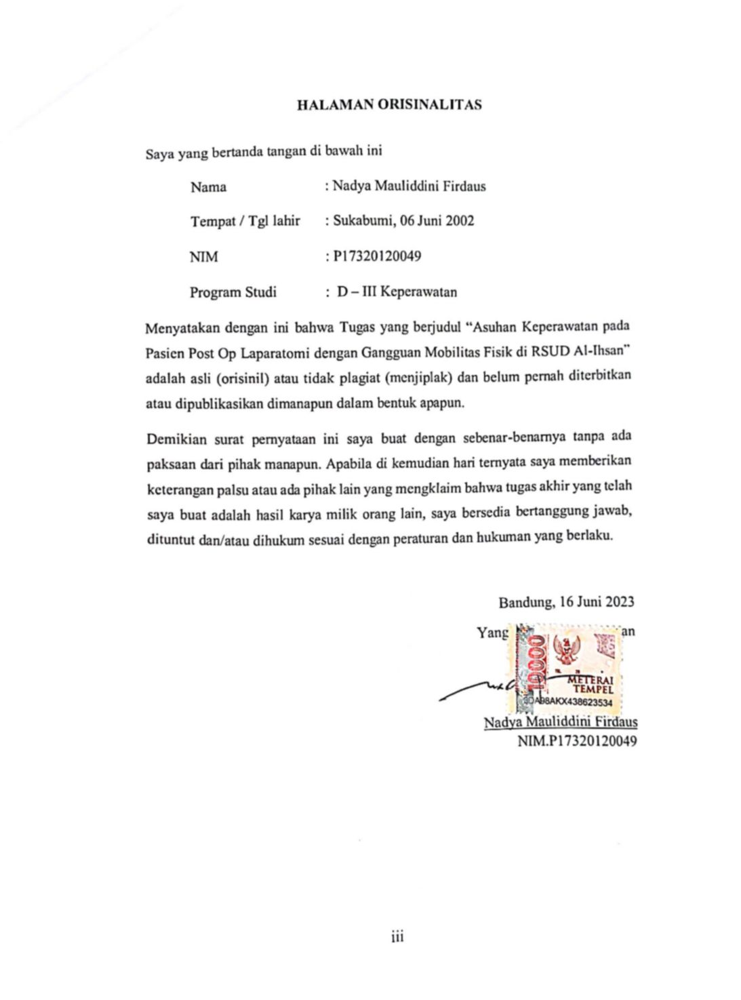 HALAMAN ORISINALITAS
Saya yang bertanda tangan di bawah ini
Nama : Nadya Mauliddini Firdaus
Tempat / Tgl lahir : Sukabumi, 06 Juni 2002
NIM : P17320120049
Program Studi : D – III Keperawatan
Menyatakan dengan ini bahwa Tugas yang berjudul “Asuhan Keperawatan pada
Pasien Post Op Laparatomi dengan Gangguan Mobilitas Fisik di RSUD Al-Ihsan”
adalah asli (orisinil) atau tidak plagiat (menjiplak) dan belum pernah diterbitkan
atau dipublikasikan dimanapun dalam bentuk apapun.
Demikian surat pernyataan ini saya buat dengan sebenar-benarnya tanpa ada
paksaan dari pihak manapun. Apabila di kemudian hari ternyata saya memberikan
keterangan palsu atau ada pihak lain yang mengklaim bahwa tugas akhir yang telah
saya buat adalah hasil karya milik orang lain, saya bersedia bertanggung jawab,
dituntut dan/atau dihukum sesuai dengan peraturan dan hukuman yang berlaku.
Bandung, 16 Juni 2023
Yang an
10000
METERAI
TEMPEL
DA98AKX438623534
Nadya Mauliddini Firdaus
NIM.P17320120049
iii